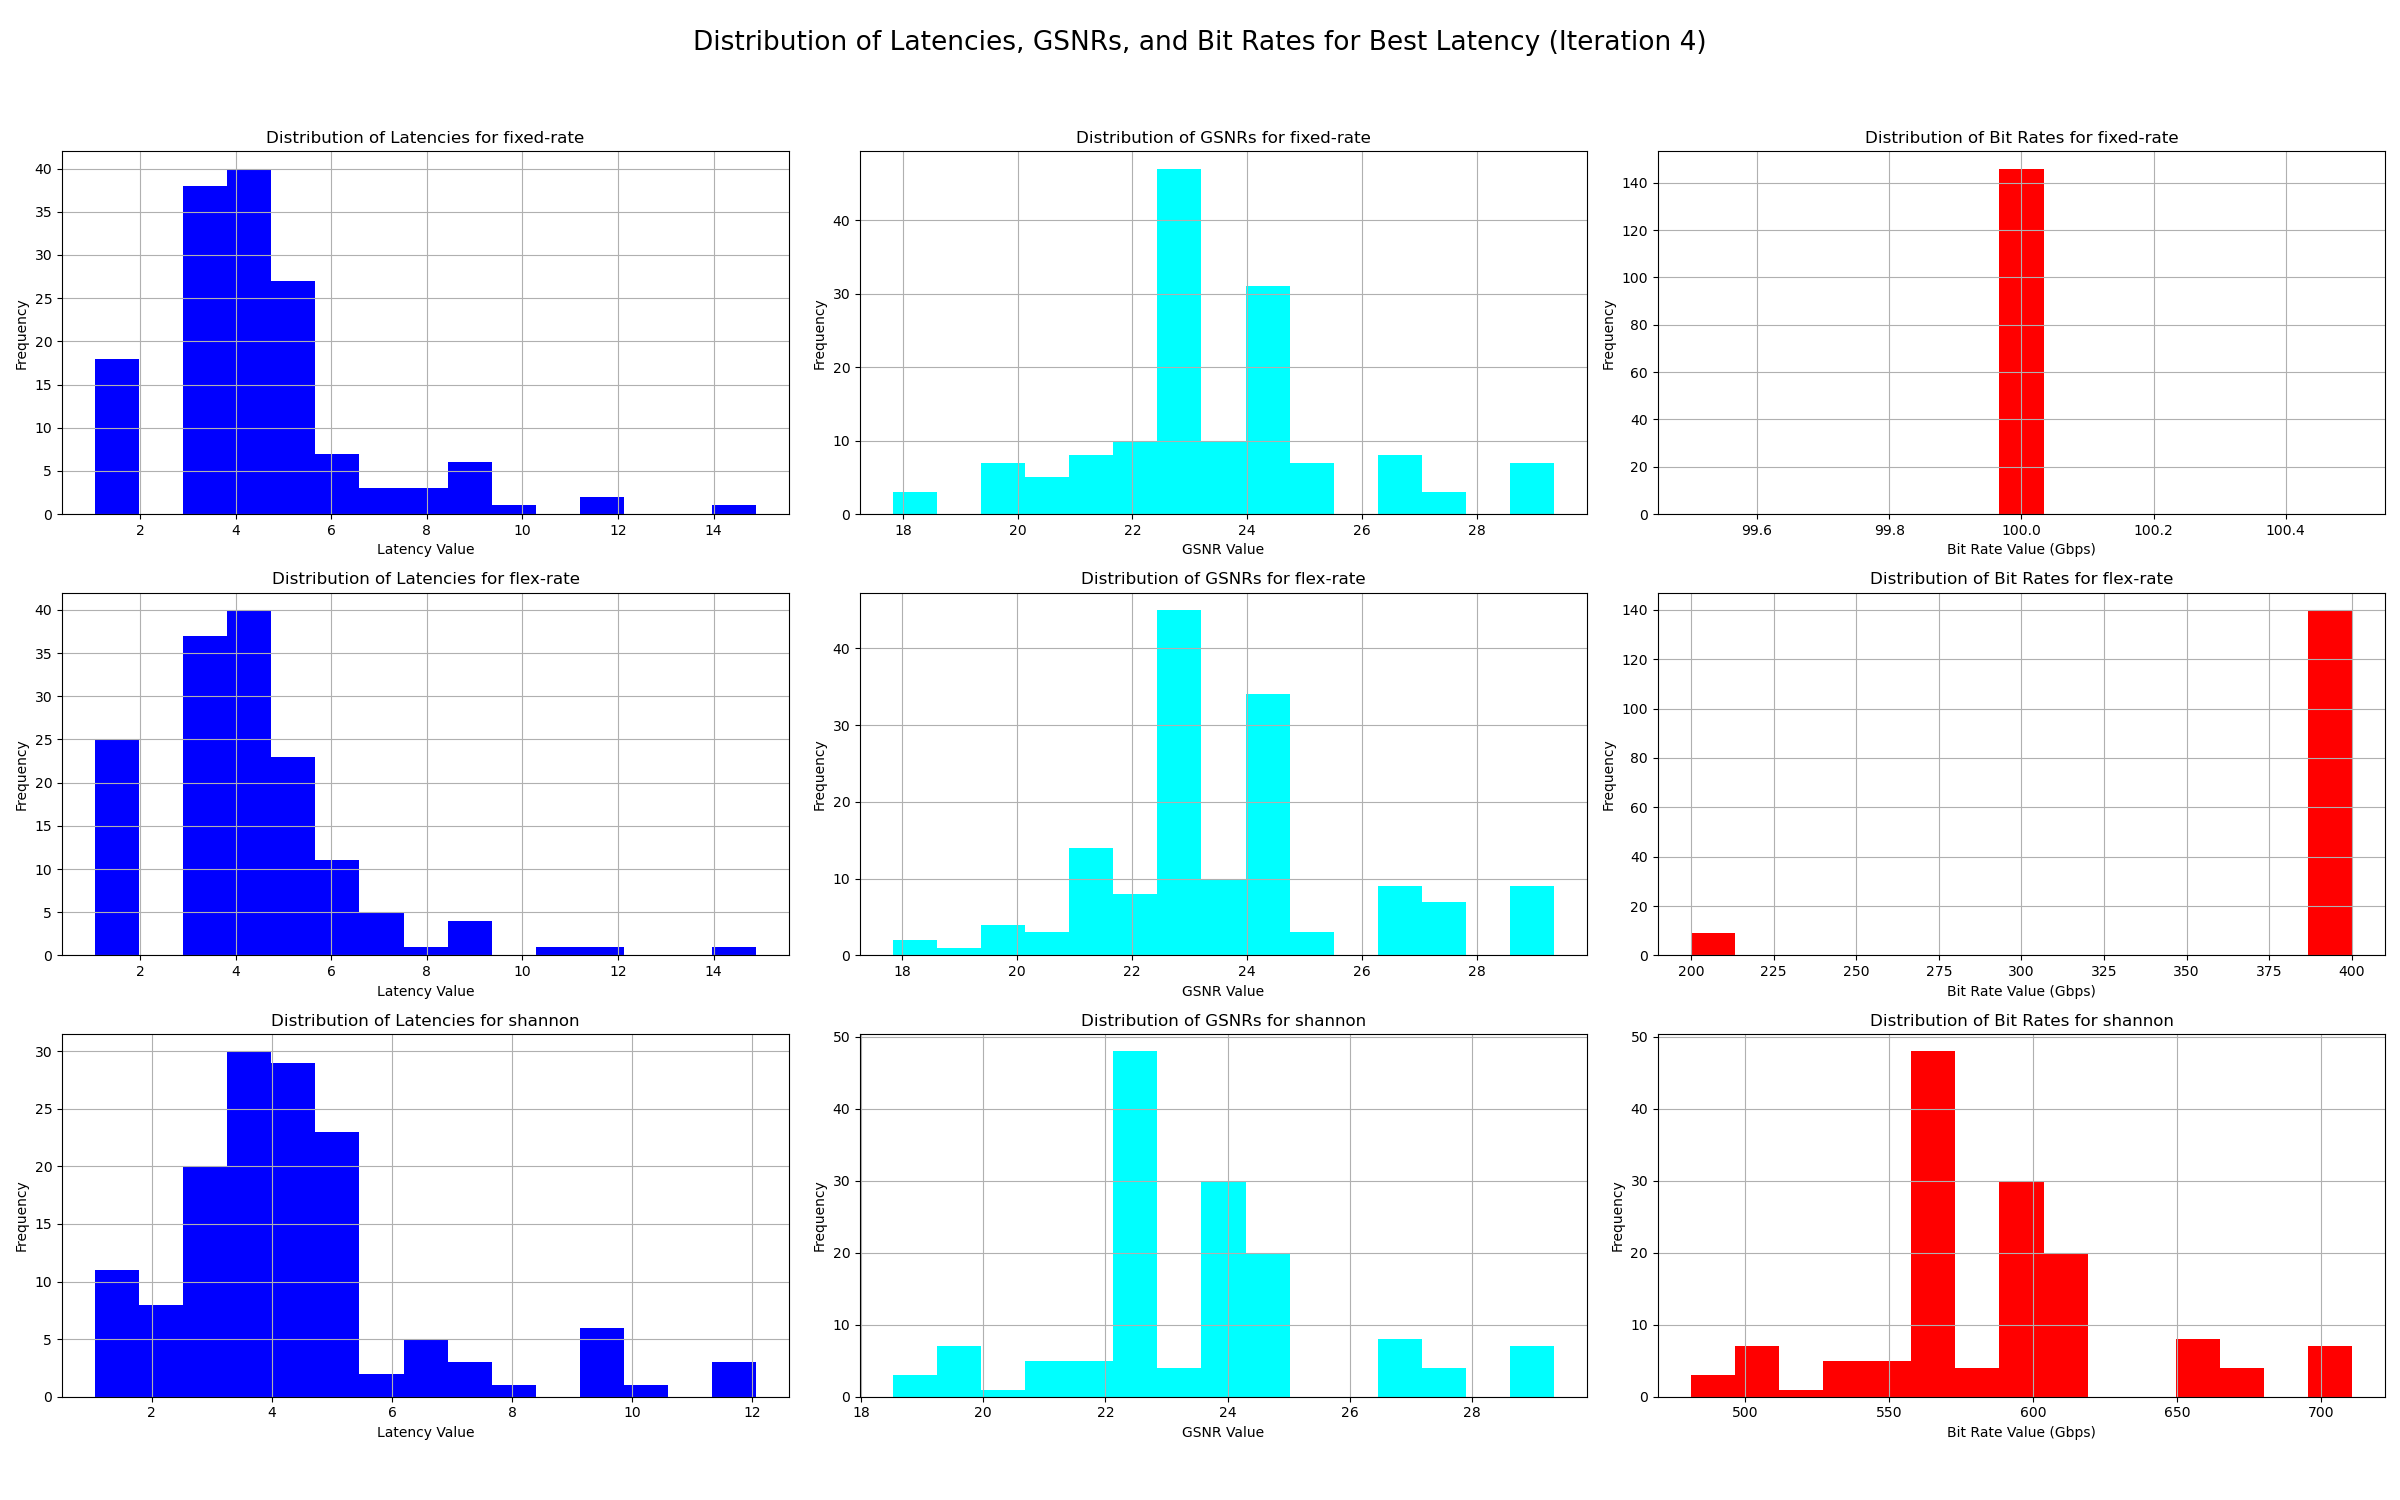 Distribution of Latencies, GSNRs, and Bit Rates for Best Latency (Iteration 4)
Distribution of Latencies for fixed-rate
Frequency
40
35
30
25
20
15
10
5
0
2 4 6 8 10 12 14
Latency Value
Distribution of GSNRs for fixed-rate
Frequency
40
30
20
10
0
18 20 22 24 26 28
GSNR Value
Distribution of Bit Rates for fixed-rate
Frequency
140
120
100
80
60
40
20
0
99.6 99.8 100.0 100.2 100.4
Bit Rate Value (Gbps)
Distribution of Latencies for flex-rate
Frequency
40
35
30
25
20
15
10
5
0
2 4 6 8 10 12 14
Latency Value
Distribution of GSNRs for flex-rate
Frequency
40
30
20
10
0
18 20 22 24 26 28
GSNR Value
Distribution of Bit Rates for flex-rate
Frequency
140
120
100
80
60
40
20
0
200 225 250 275 300 325 350 375 400
Bit Rate Value (Gbps)
Distribution of Latencies for shannon
Frequency
30
25
20
15
10
5
0
2 4 6 8 10 12
Latency Value
Distribution of GSNRs for shannon
Frequency
50
40
30
20
10
0
18 20 22 24 26 28
GSNR Value
Distribution of Bit Rates for shannon
Frequency
50
40
30
20
10
0
500 550 600 650 700
Bit Rate Value (Gbps)